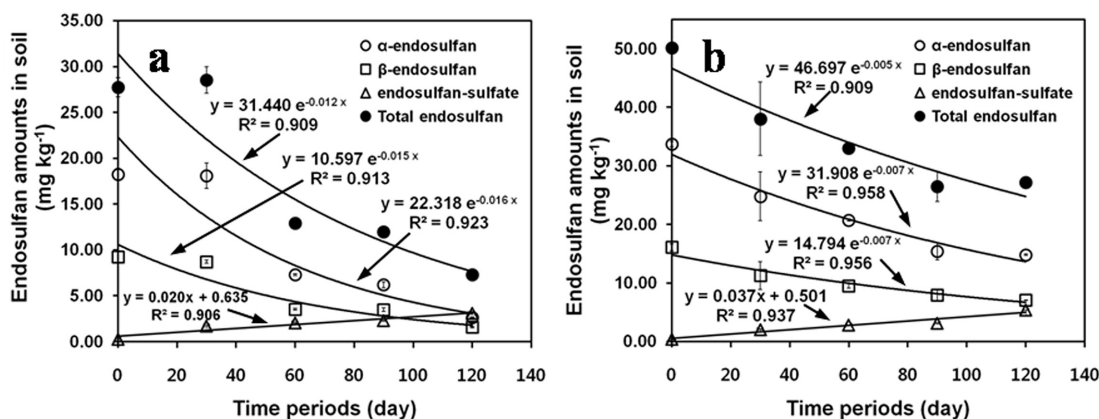 a
35.00
30.00
25.00
20.00
15.00
10.00
5.00
0.00
Endosulfan amounts in soil
(mg kg⁻¹)
α-endosulfan
β-endosulfan
endosulfan-sulfate
Total endosulfan
y = 31.440 e⁻⁰·⁰¹² ˣ
R² = 0.909
y = 10.597 e⁻⁰·⁰¹⁵ ˣ
R² = 0.913
y = 22.318 e⁻⁰·⁰¹⁶ ˣ
R² = 0.923
y = 0.020x + 0.635
R² = 0.906
0 20 40 60 80 100 120 140
Time periods (day)
b
50.00
40.00
30.00
20.00
10.00
0.00
Endosulfan amounts in soil
(mg kg⁻¹)
α-endosulfan
β-endosulfan
endosulfan-sulfate
Total endosulfan
y = 46.697 e⁻⁰·⁰⁰⁵ ˣ
R² = 0.909
y = 31.908 e⁻⁰·⁰⁰⁷ ˣ
R² = 0.958
y = 14.794 e⁻⁰·⁰⁰⁷ ˣ
R² = 0.956
y = 0.037x + 0.501
R² = 0.937
0 20 40 60 80 100 120 140
Time periods (day)